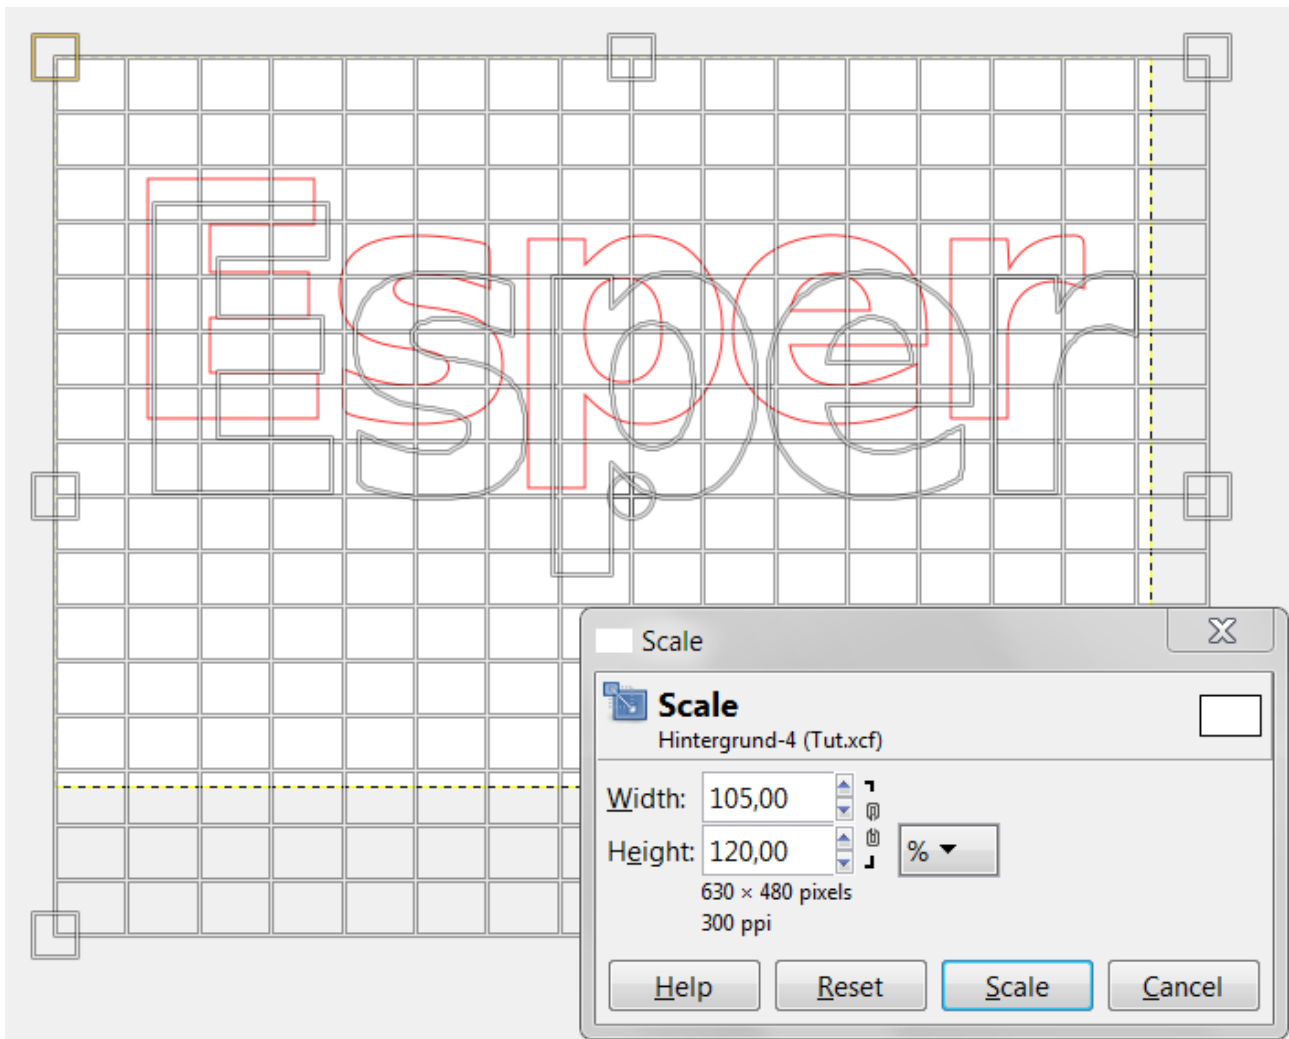 Esper
Scale
Scale
Hintergrund-4 (Tut.xcf)
Width: 105,00
Height: 120,00 %
630 × 480 pixels
300 ppi
Help Reset Scale Cancel